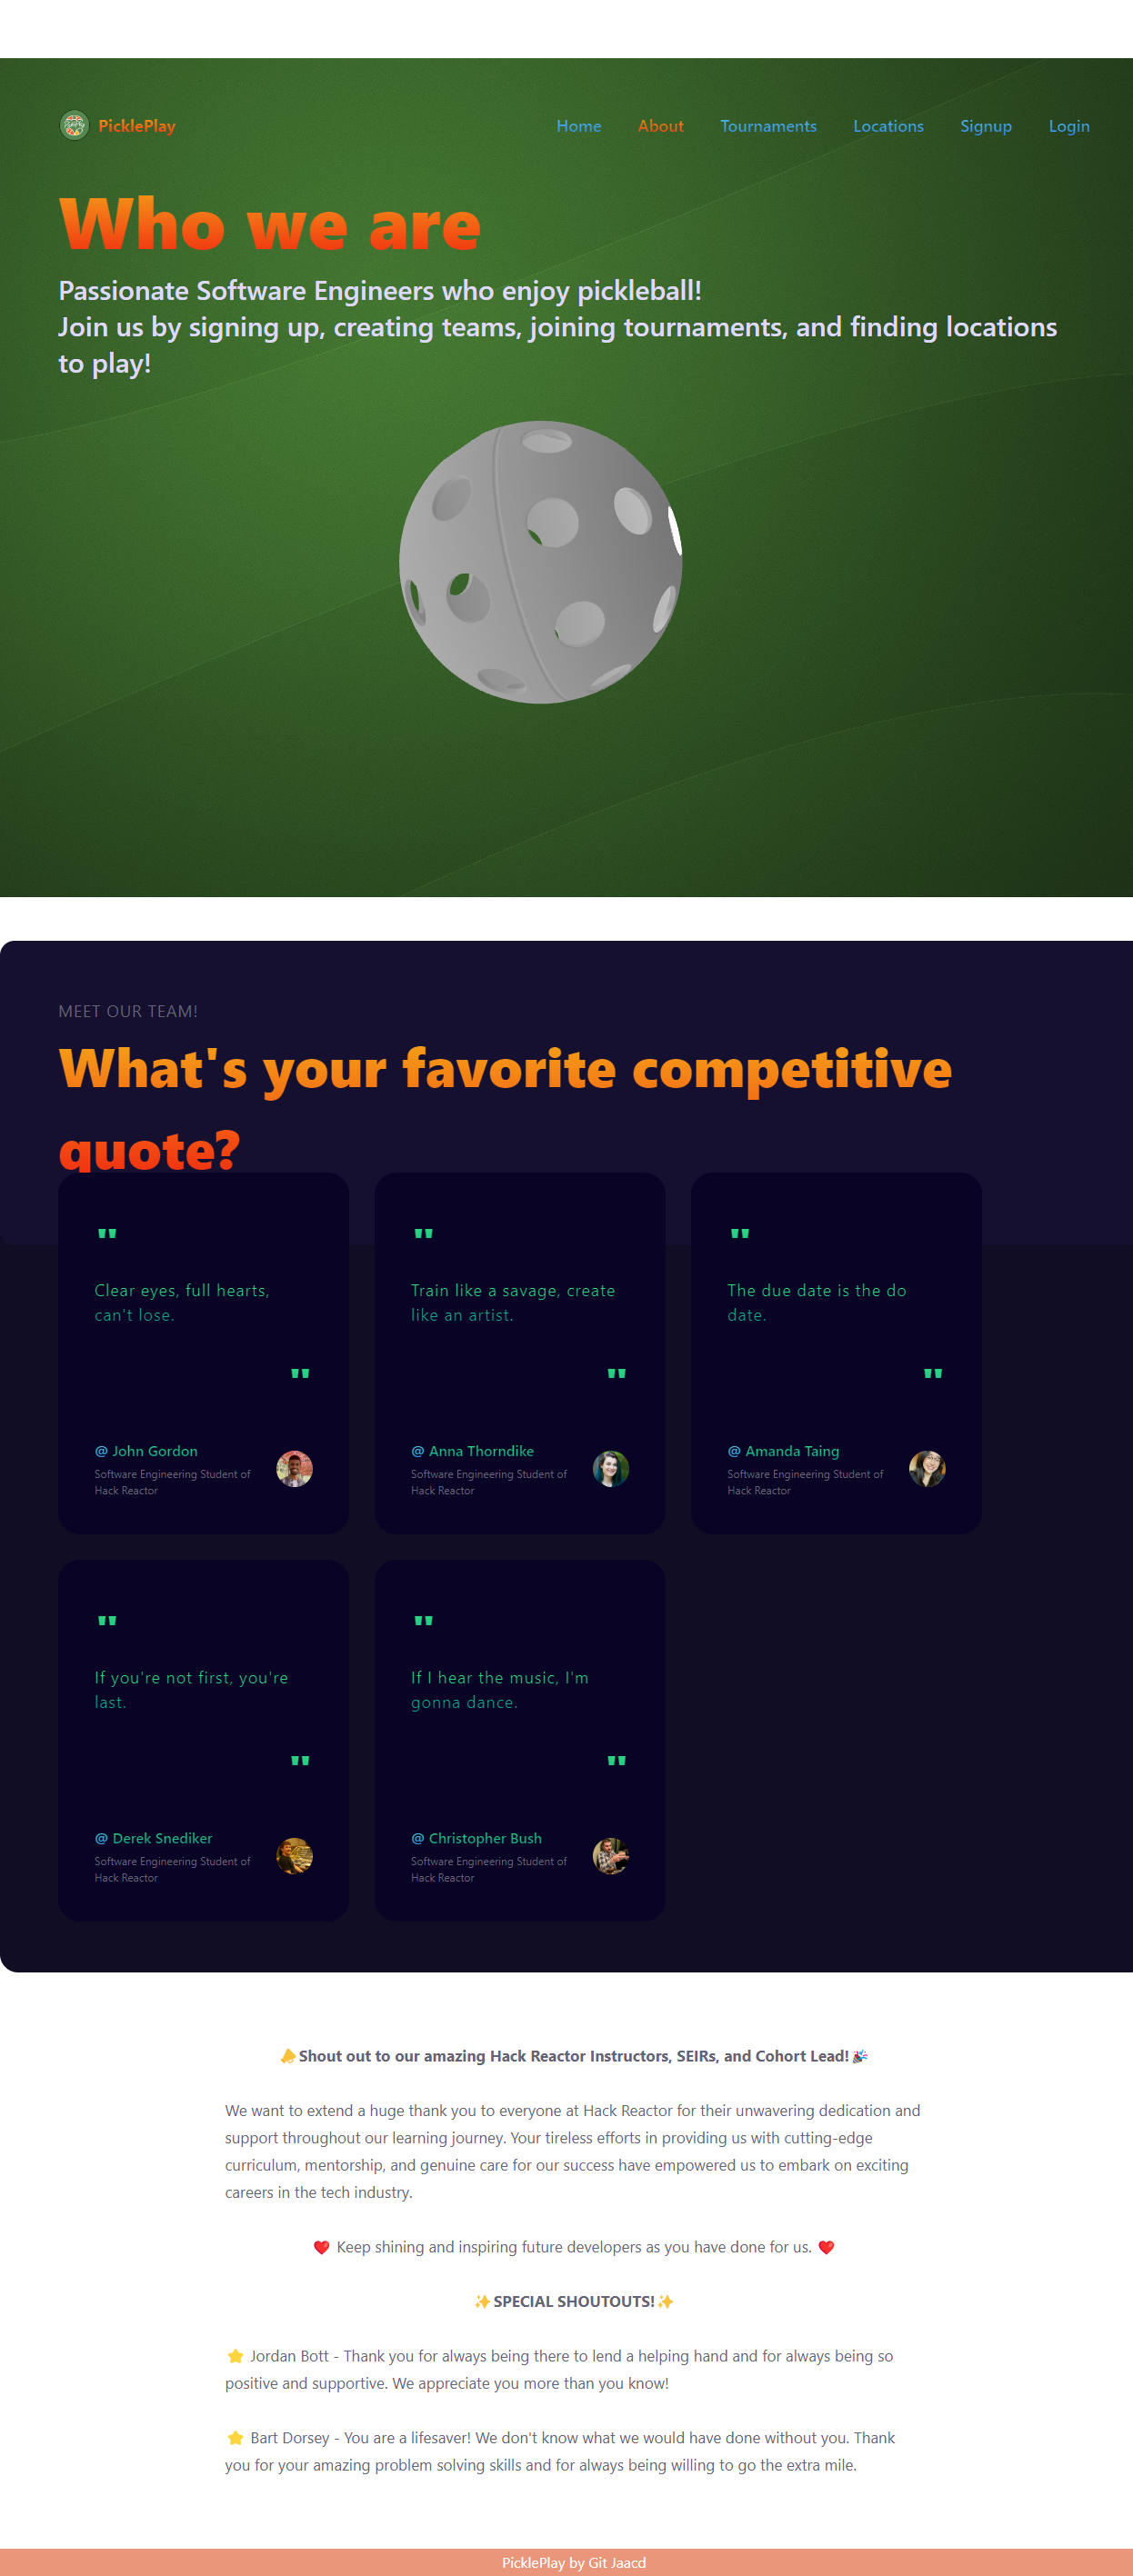 PicklePlay
Home About Tournaments Locations Signup Login
Who we are
Passionate Software Engineers who enjoy pickleball!
Join us by signing up, creating teams, joining tournaments, and finding locations
to play!
MEET OUR TEAM!
What's your favorite competitive
quote?
"
Clear eyes, full hearts,
can't lose.
"
@ John Gordon
Software Engineering Student of
Hack Reactor
"
Train like a savage, create
like an artist.
"
@ Anna Thorndike
Software Engineering Student of
Hack Reactor
"
The due date is the do
date.
"
@ Amanda Taing
Software Engineering Student of
Hack Reactor
"
If you're not first, you're
last.
"
@ Derek Snediker
Software Engineering Student of
Hack Reactor
"
If I hear the music, I'm
gonna dance.
"
@ Christopher Bush
Software Engineering Student of
Hack Reactor
📣Shout out to our amazing Hack Reactor Instructors, SEIRs, and Cohort Lead!🎉
We want to extend a huge thank you to everyone at Hack Reactor for their unwavering dedication and
support throughout our learning journey. Your tireless efforts in providing us with cutting-edge
curriculum, mentorship, and genuine care for our success have empowered us to embark on exciting
careers in the tech industry.
❤️ Keep shining and inspiring future developers as you have done for us. ❤️
✨SPECIAL SHOUTOUTS!✨
⭐ Jordan Bott - Thank you for always being there to lend a helping hand and for always being so
positive and supportive. We appreciate you more than you know!
⭐ Bart Dorsey - You are a lifesaver! We don't know what we would have done without you. Thank
you for your amazing problem solving skills and for always being willing to go the extra mile.
PicklePlay by Git Jaacd